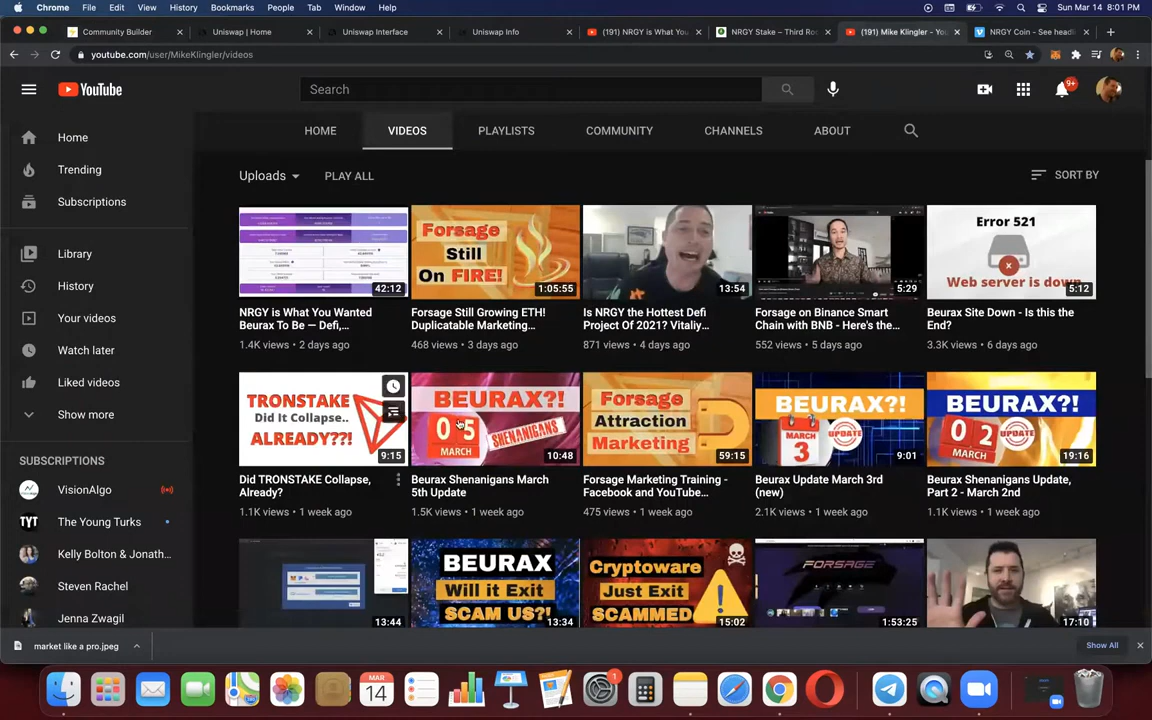 Chrome File Edit View History Bookmarks People Tab Window Help Sun Mar 14 8:01 PM
Community Builder × Uniswap | Home × Uniswap Interface × Uniswap Info × (191) NRGY is What You × NRGY Stake – Third Ro × (191) Mike Klingler - You × NRGY Coin - See headl ×
youtube.com/user/MikeKlingler/videos
YouTube Search 9+
HOME VIDEOS PLAYLISTS COMMUNITY CHANNELS ABOUT
Home
Trending
Subscriptions
Library
History
Your videos
Watch later
Liked videos
Show more
SUBSCRIPTIONS
VisionAlgo
The Young Turks
Kelly Bolton & Jonath...
Steven Rachel
Jenna Zwagil
Uploads PLAY ALL SORT BY
42:12
NRGY is What You Wanted
Beurax To Be — Defi,...
1.4K views • 2 days ago
Forsage
Still
On FIRE!
1:05:55
Forsage Still Growing ETH!
Duplicatable Marketing...
468 views • 3 days ago
13:54
Is NRGY the Hottest Defi
Project Of 2021? Vitaliy...
871 views • 4 days ago
5:29
Forsage on Binance Smart
Chain with BNB - Here's the...
552 views • 5 days ago
Error 521
Web server is down
5:12
Beurax Site Down - Is this the
End?
3.3K views • 6 days ago
TRONSTAKE
Did It Collapse..
ALREADY??!
9:15
Did TRONSTAKE Collapse,
Already?
1.1K views • 1 week ago
BEURAX?!
05
MARCH
SHENANIGANS
10:48
Beurax Shenanigans March
5th Update
1.5K views • 1 week ago
Forsage
Attraction
Marketing
59:15
Forsage Marketing Training -
Facebook and YouTube...
475 views • 1 week ago
BEURAX?!
MARCH
3
UPDATE
9:01
Beurax Update March 3rd
(new)
2.1K views • 1 week ago
BEURAX?!
02
MARCH
UPDATE
19:16
Beurax Shenanigans Update,
Part 2 - March 2nd
1.1K views • 1 week ago
13:44
BEURAX
Will it Exit
SCAM US?!
13:34
Cryptoware
Just Exit
SCAMMED
15:02
FORSAGE
1:53:25
17:10
market like a pro.jpeg Show All ×
MAR
14
1